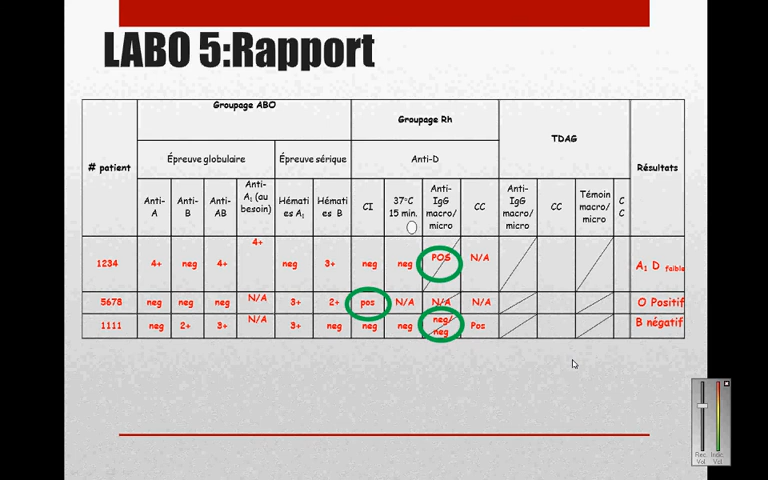 LABO 5:Rapport
Groupage ABO
Groupage Rh
TDAG
# patient
Résultats
Épreuve globulaire
Épreuve sérique
Anti-D
Anti-
A
Anti-
B
Anti-
AB
Anti-
A₁ (au
besoin)
Hémati
es A₁
Hémati
es B
CI
37°C
15 min.
Anti-
IgG
macro/
micro
CC
Anti-
IgG
macro/
micro
CC
Témoin
macro/
micro
C
C
1234
4+
neg
4+
4+
neg
3+
neg
neg
POS
N/A
A₁ D faible
5678
neg
neg
neg
N/A
3+
2+
pos
N/A
N/A
N/A
O Positif
1111
neg
2+
3+
N/A
3+
neg
neg
neg
neg/
neg
Pos
B négatif
Rec
Vol
Indic
Vol